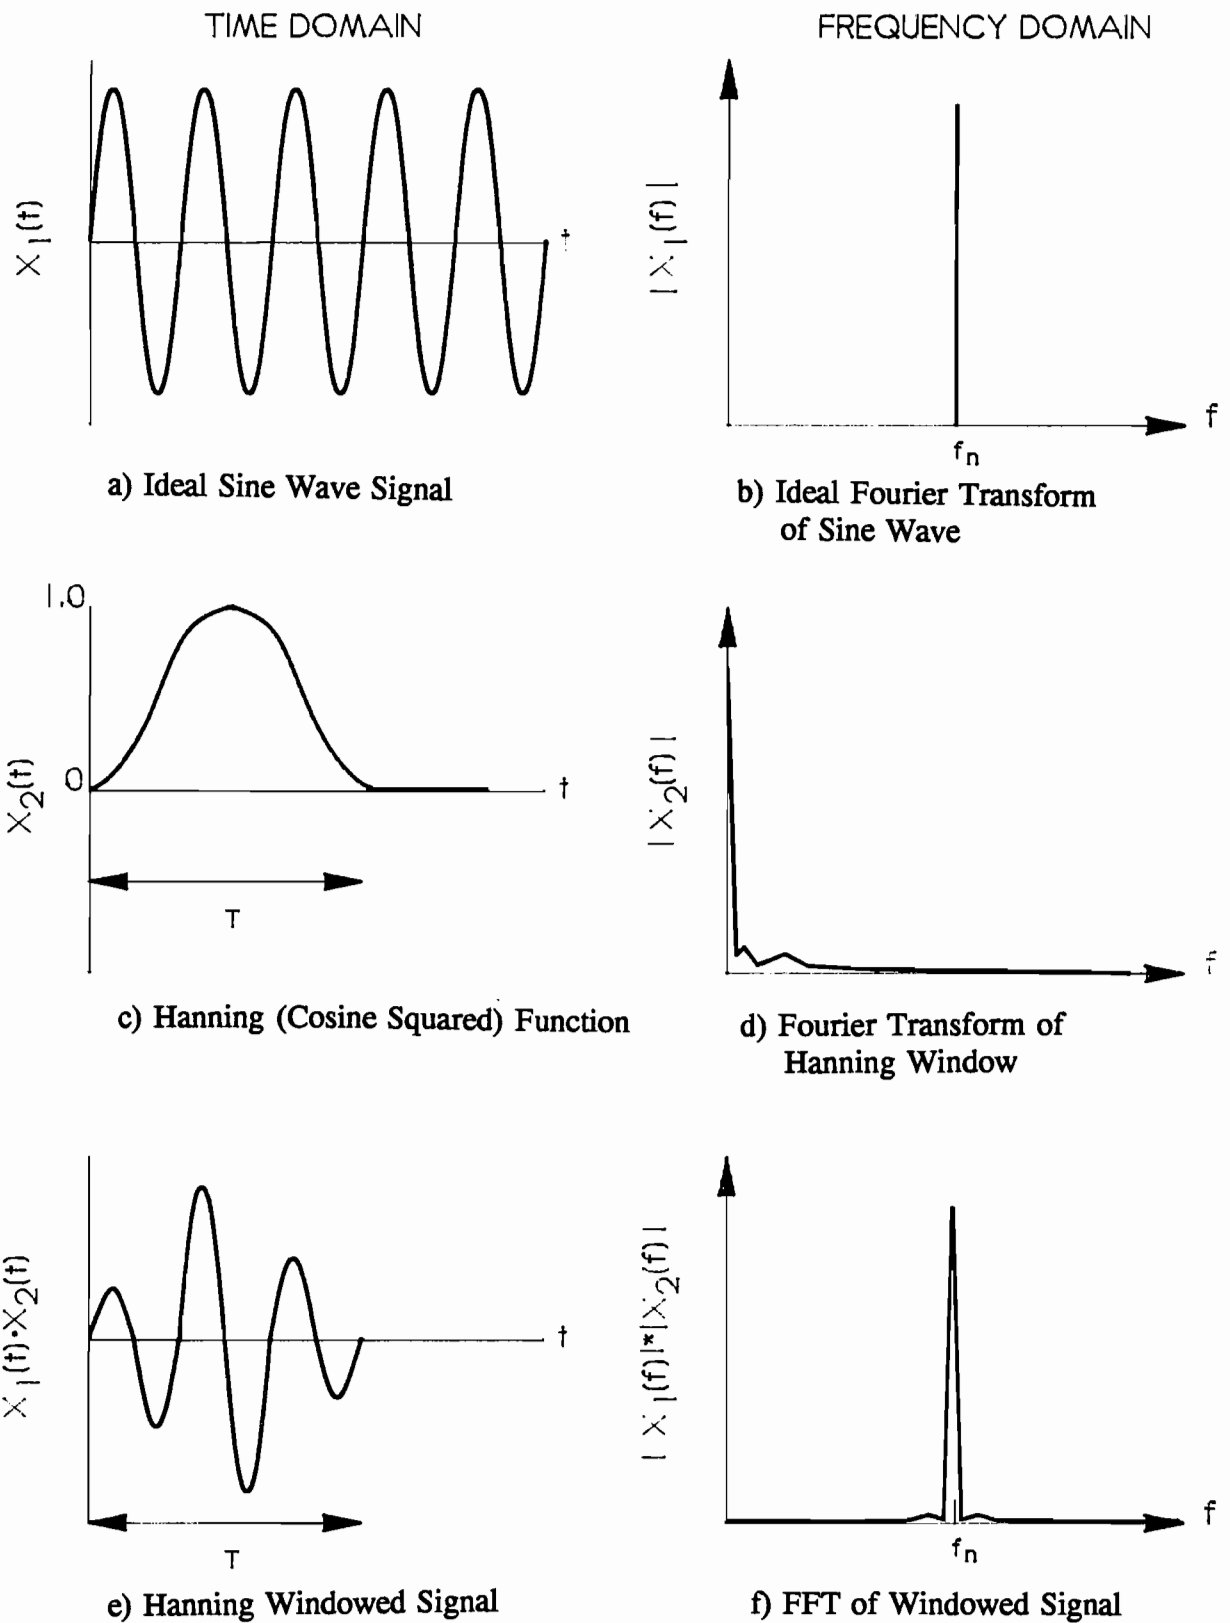 TIME DOMAIN
FREQUENCY DOMAIN
X1(t)
t
|X1(f)|
f
fn
a) Ideal Sine Wave Signal
b) Ideal Fourier Transform
of Sine Wave
1.0
0
X2(t)
t
T
|X2(f)|
f
c) Hanning (Cosine Squared) Function
d) Fourier Transform of
Hanning Window
X1(t)·X2(t)
t
T
|X1(f)|*|X2(f)|
f
fn
e) Hanning Windowed Signal
f) FFT of Windowed Signal